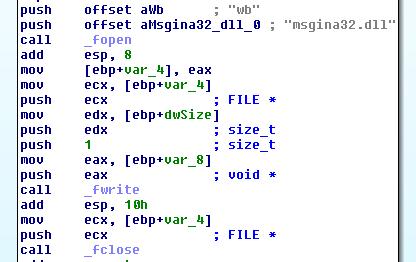 push offset aWb ; "wb"
push offset aMsgina32_dll_0 ; "msgina32.dll"
call _fopen
add esp, 8
mov [ebp+var_4], eax
mov ecx, [ebp+var_4]
push ecx ; FILE *
mov edx, [ebp+dwSize]
push edx ; size_t
push 1 ; size_t
mov eax, [ebp+var_8]
push eax ; void *
call _fwrite
add esp, 10h
mov ecx, [ebp+var_4]
push ecx ; FILE *
call _fclose